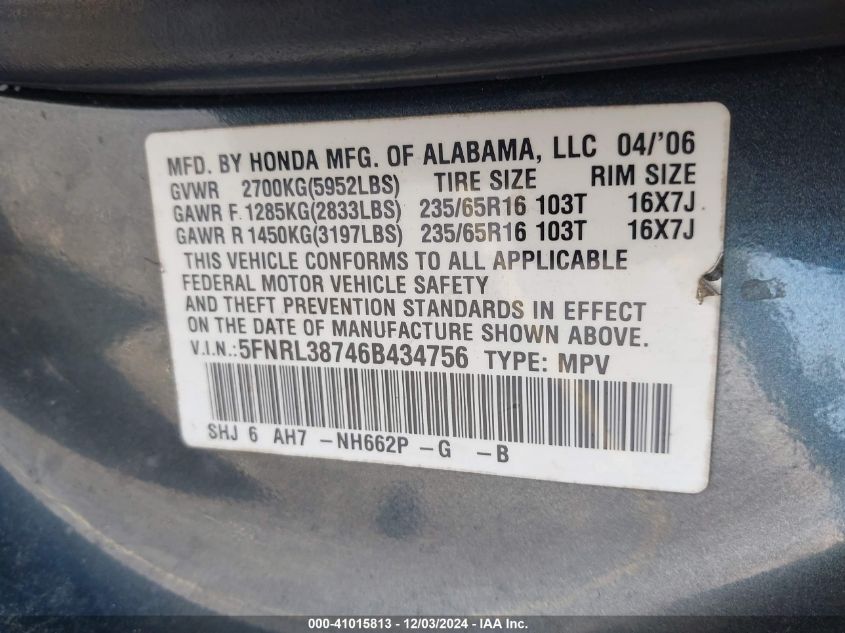 MFD. BY HONDA MFG. OF ALABAMA, LLC 04/'06
GVWR 2700KG(5952LBS) TIRE SIZE RIM SIZE
GAWR F 1285KG(2833LBS) 235/65R16 103T 16X7J
GAWR R 1450KG(3197LBS) 235/65R16 103T 16X7J
THIS VEHICLE CONFORMS TO ALL APPLICABLE
FEDERAL MOTOR VEHICLE SAFETY
AND THEFT PREVENTION STANDARDS IN EFFECT
ON THE DATE OF MANUFACTURE SHOWN ABOVE.
V.I.N.:5FNRL38746B434756 TYPE: MPV
SHJ 6 AH7 -NH662P -G -B
000-41015813 - 12/03/2024 - IAA Inc.